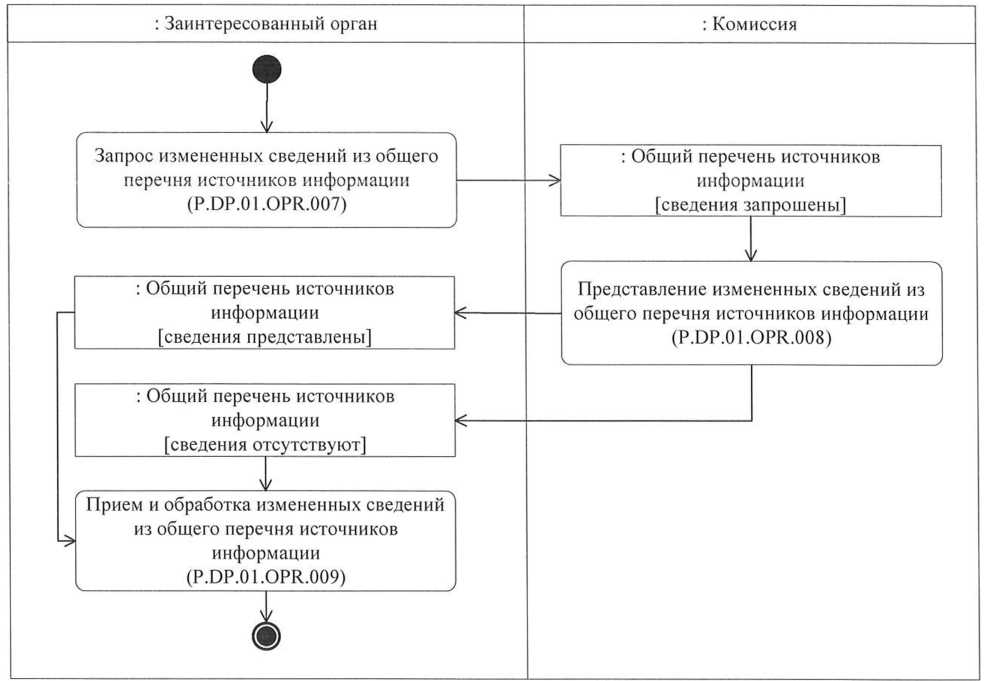 : Заинтересованный орган
: Комиссия
Запрос измененных сведений из общего
перечня источников информации
(P.DP.01.OPR.007)
: Общий перечень источников
информации
[сведения запрошены]
: Общий перечень источников
информации
[сведения представлены]
Представление измененных сведений из
общего перечня источников информации
(P.DP.01.OPR.008)
: Общий перечень источников
информации
[сведения отсутствуют]
Прием и обработка измененных сведений
из общего перечня источников
информации
(P.DP.01.OPR.009)